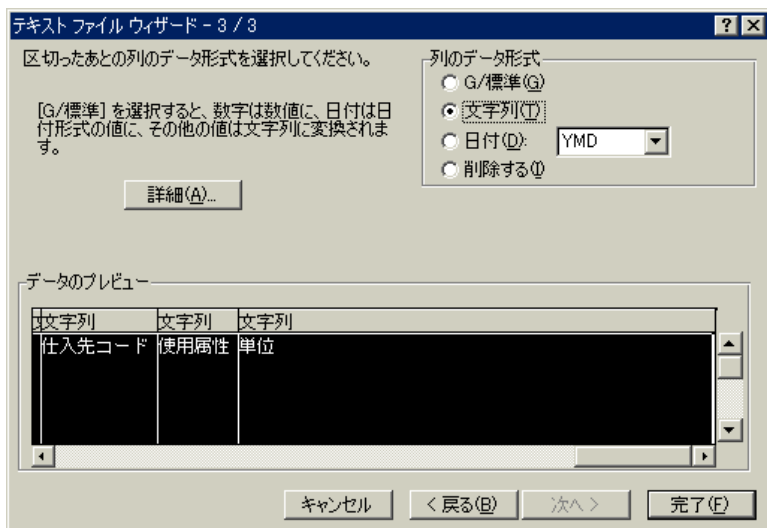 テキスト ファイル ウィザード - 3 / 3
区切ったあとの列のデータ形式を選択してください。
[G/標準] を選択すると、数字は数値に、日付は日
付形式の値に、その他の値は文字列に変換されま
す。
詳細(A)...
列のデータ形式
G/標準(G)
文字列(T)
日付(D): YMD
削除する(I)
データのプレビュー
文字列 文字列 文字列
仕入先コード 使用属性 単位
キャンセル < 戻る(B) 次へ > 完了(F)